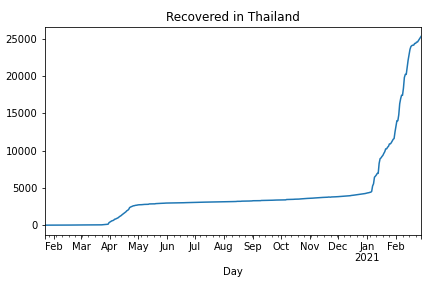 Recovered in Thailand
25000
20000
15000
10000
5000
0
Feb Mar Apr May Jun Jul Aug Sep Oct Nov Dec Jan Feb
2021
Day